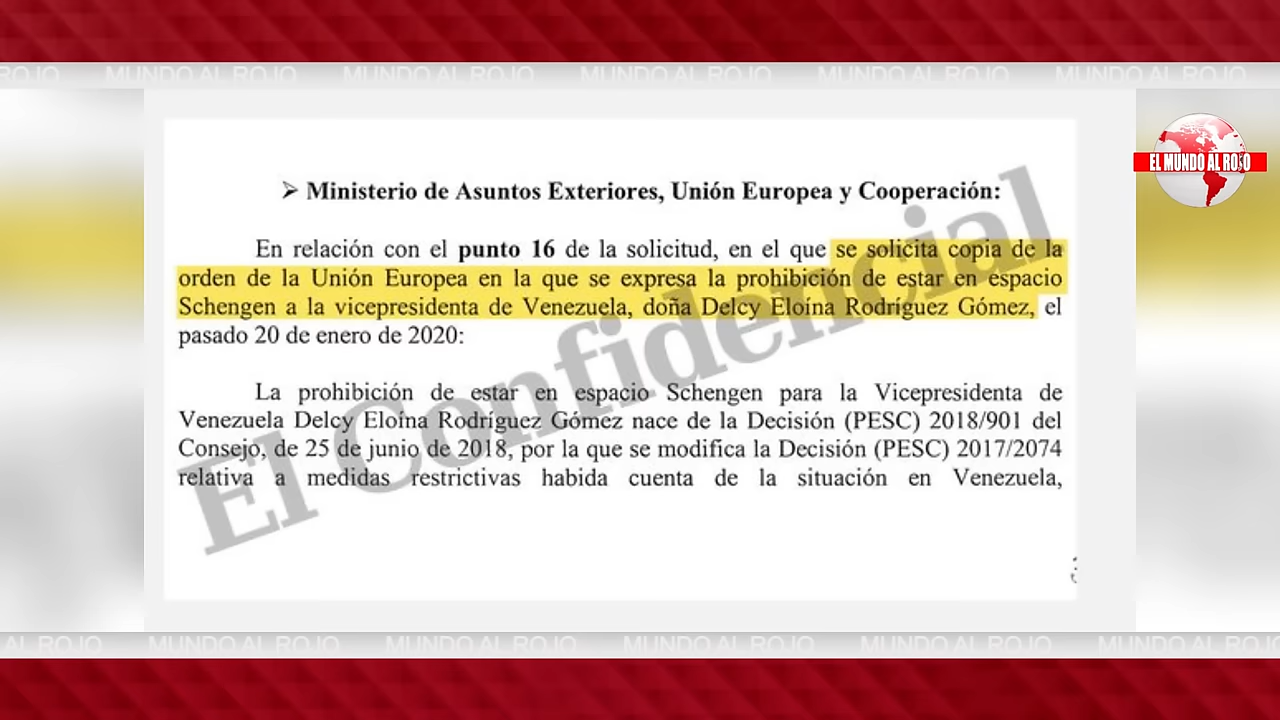 ROJO MUNDO AL ROJO MUNDO AL ROJO MUNDO AL ROJO MUNDO AL ROJO MUNDO AL ROJO
EL MUNDO AL ROJO
➢ Ministerio de Asuntos Exteriores, Unión Europea y Cooperación:
En relación con el punto 16 de la solicitud, en el que se solicita copia de la
orden de la Unión Europea en la que se expresa la prohibición de estar en espacio
Schengen a la vicepresidenta de Venezuela, doña Delcy Eloína Rodríguez Gómez, el
pasado 20 de enero de 2020:
La prohibición de estar en espacio Schengen para la Vicepresidenta de
Venezuela Delcy Eloína Rodríguez Gómez nace de la Decisión (PESC) 2018/901 del
Consejo, de 25 de junio de 2018, por la que se modifica la Decisión (PESC) 2017/2074
relativa a medidas restrictivas habida cuenta de la situación en Venezuela,
El Confidencial
AL ROJO MUNDO AL ROJO MUNDO AL ROJO MUNDO AL ROJO MUNDO AL ROJO MUNDO AL ROJO